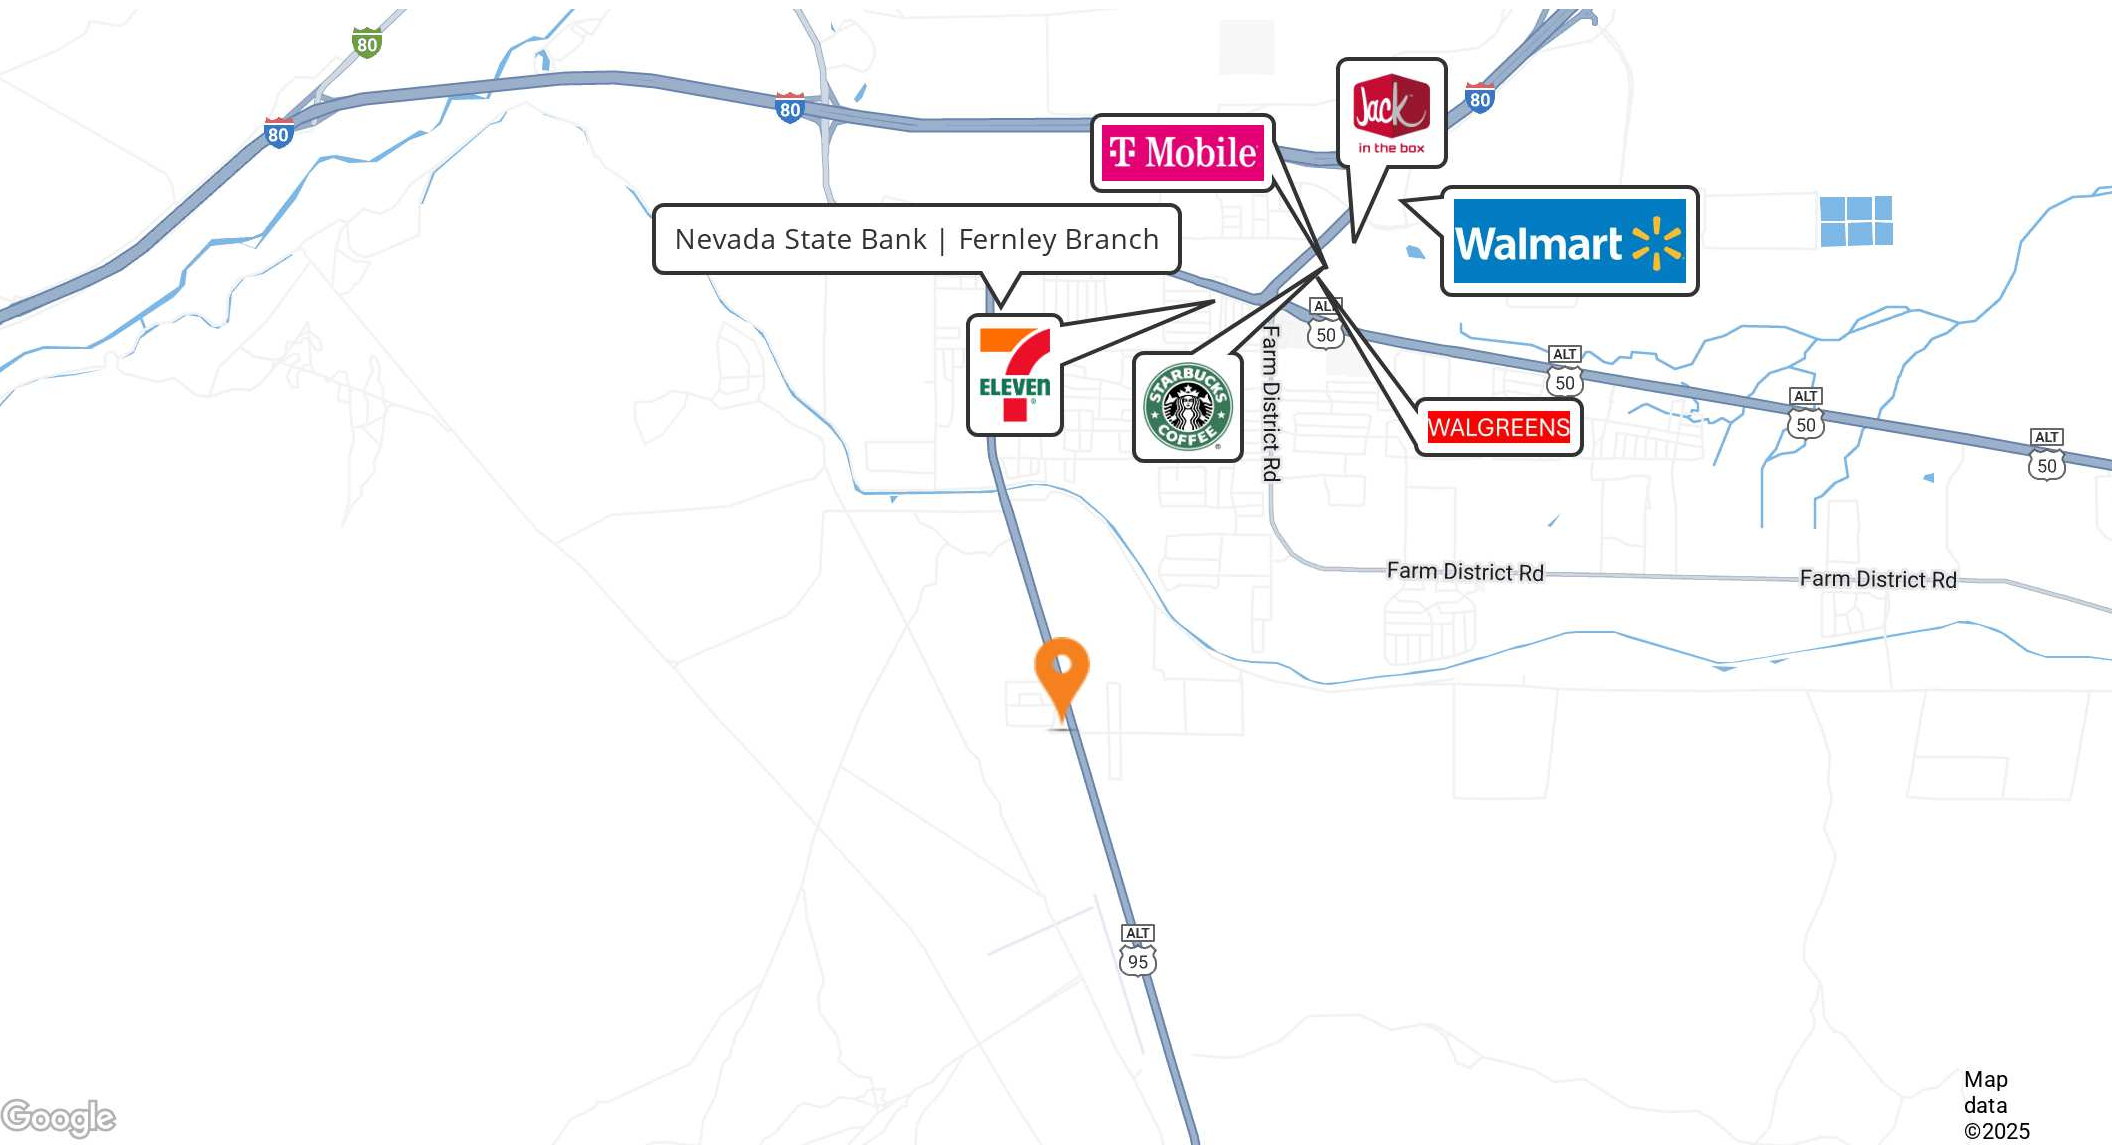 80
80
80
80
Jack
in the box
T Mobile
Walmart
Nevada State Bank | Fernley Branch
ALT
50
7
ELEVEN
STARBUCKS
COFFEE
Farm District Rd
ALT
50
ALT
50
WALGREENS
ALT
50
Farm District Rd
Farm District Rd
ALT
95
Google
Map
data
©2025